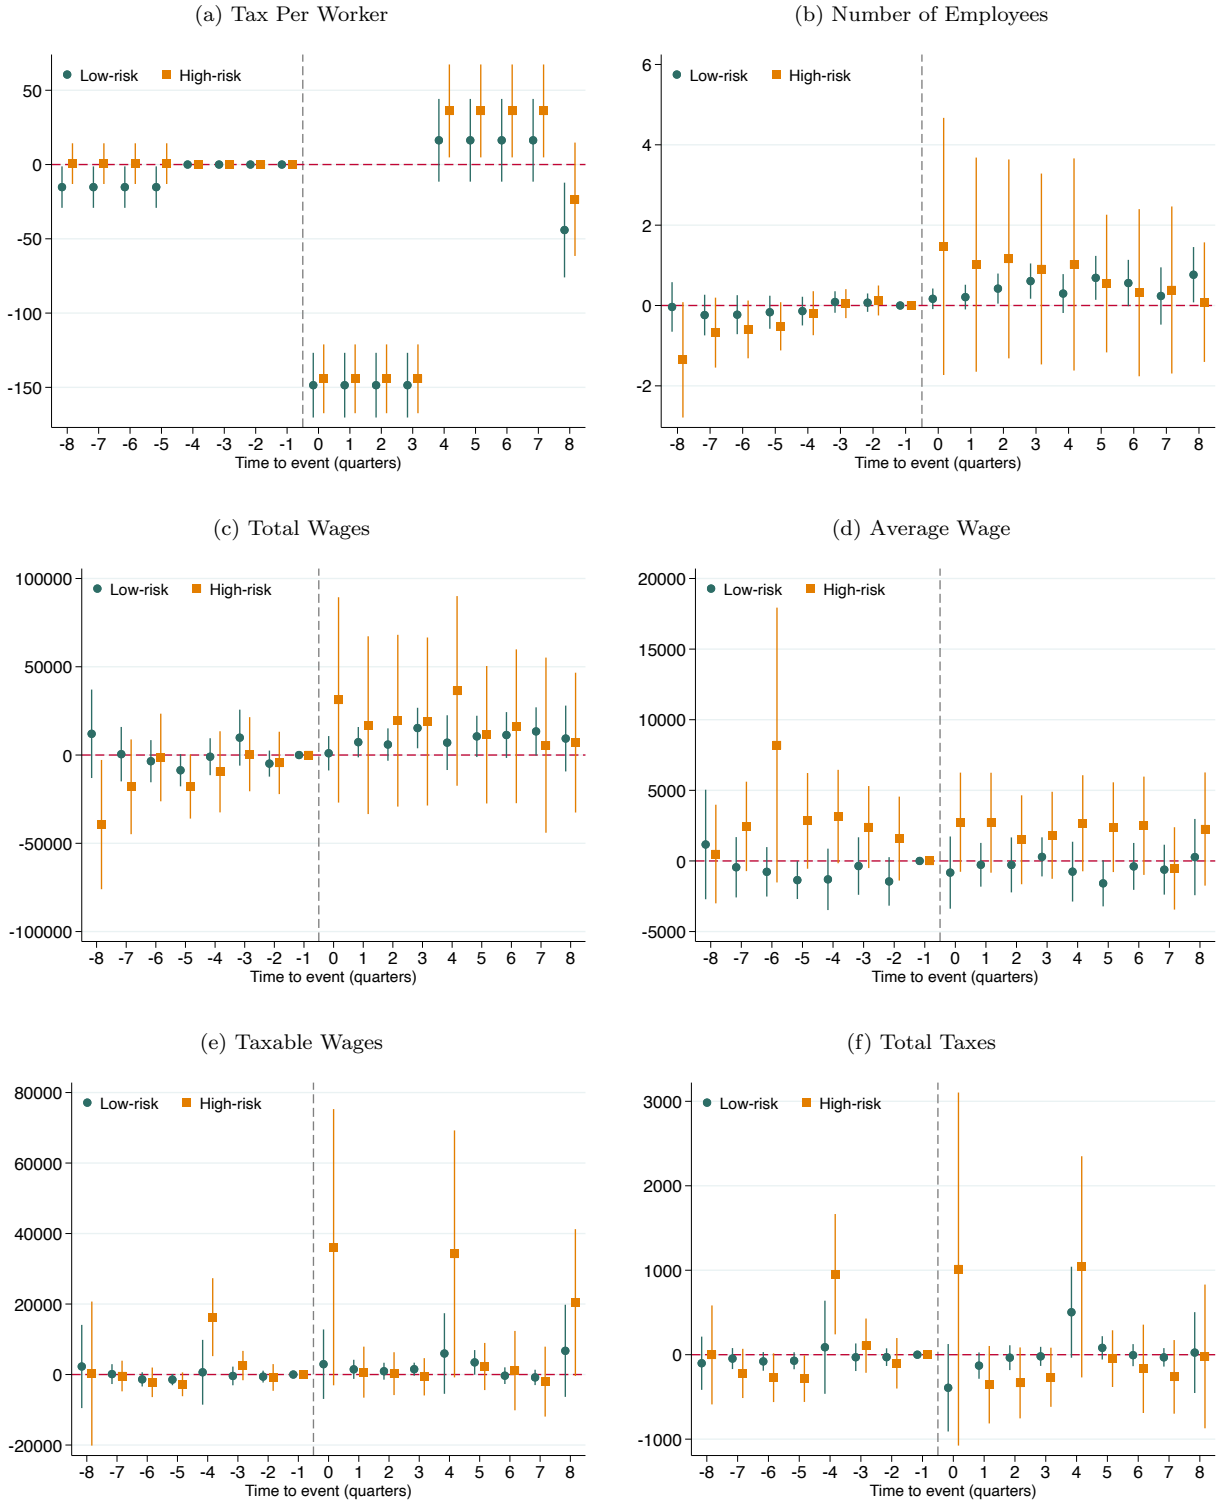 (a) Tax Per Worker
Low-risk High-risk
50
0
-50
-100
-150
-8 -7 -6 -5 -4 -3 -2 -1 0 1 2 3 4 5 6 7 8
Time to event (quarters)
(b) Number of Employees
Low-risk High-risk
6
4
2
0
-2
-8 -7 -6 -5 -4 -3 -2 -1 0 1 2 3 4 5 6 7 8
Time to event (quarters)
(c) Total Wages
Low-risk High-risk
100000
50000
0
-50000
-100000
-8 -7 -6 -5 -4 -3 -2 -1 0 1 2 3 4 5 6 7 8
Time to event (quarters)
(d) Average Wage
Low-risk High-risk
20000
15000
10000
5000
0
-5000
-8 -7 -6 -5 -4 -3 -2 -1 0 1 2 3 4 5 6 7 8
Time to event (quarters)
(e) Taxable Wages
Low-risk High-risk
80000
60000
40000
20000
0
-20000
-8 -7 -6 -5 -4 -3 -2 -1 0 1 2 3 4 5 6 7 8
Time to event (quarters)
(f) Total Taxes
Low-risk High-risk
3000
2000
1000
0
-1000
-8 -7 -6 -5 -4 -3 -2 -1 0 1 2 3 4 5 6 7 8
Time to event (quarters)